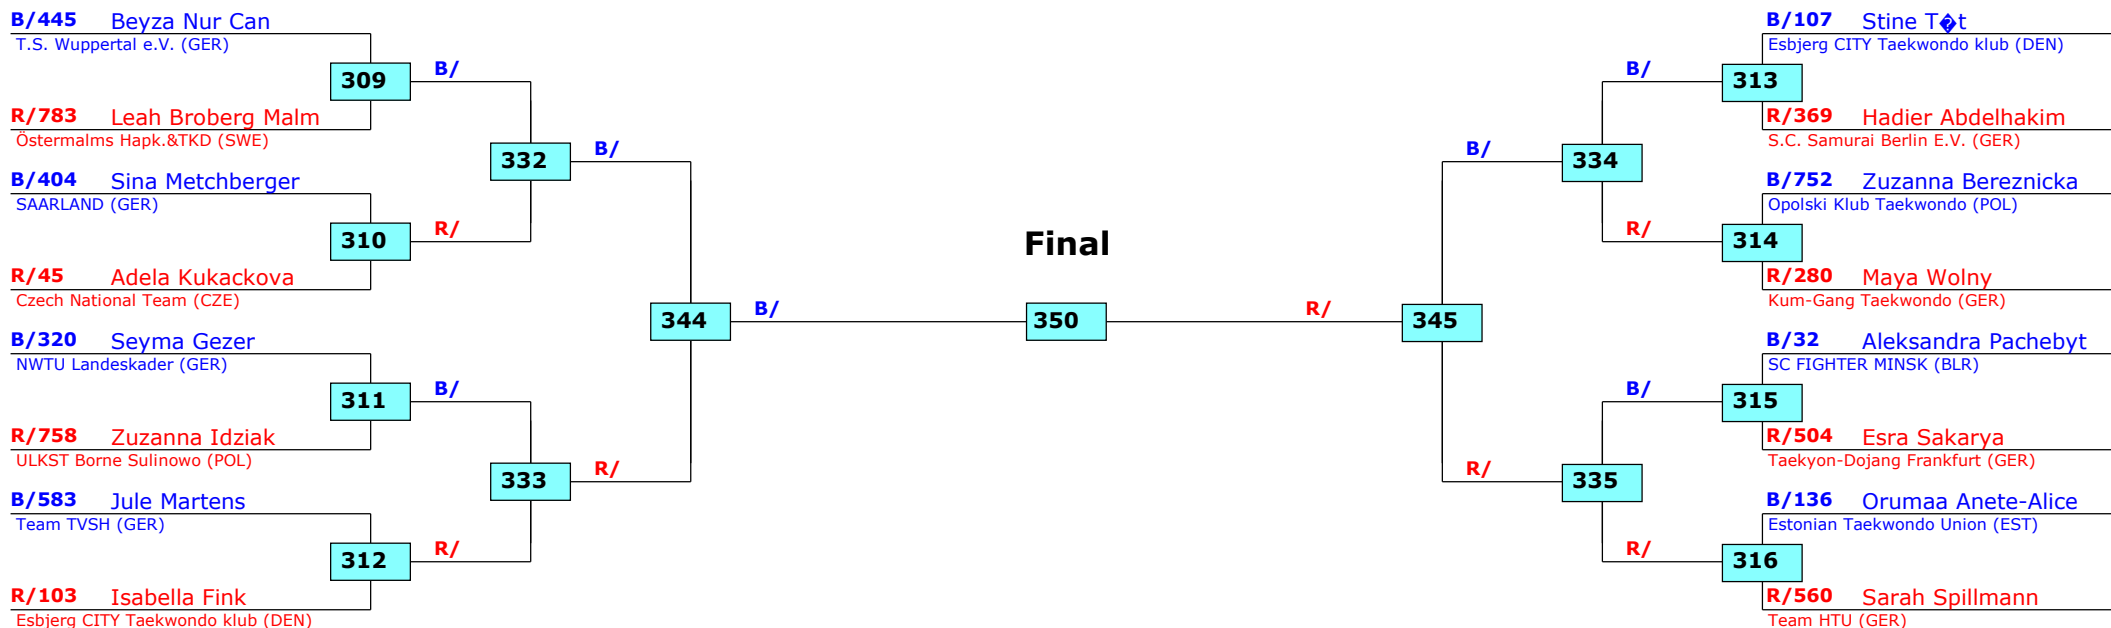 B/445 Beyza Nur Can
T.S. Wuppertal e.V. (GER)
309
B/
R/783 Leah Broberg Malm
Östermalms Hapk.&TKD (SWE)
332
B/
B/404 Sina Metchberger
SAARLAND (GER)
310
R/
R/45 Adela Kukackova
Czech National Team (CZE)
344
B/
B/320 Seyma Gezer
NWTU Landeskader (GER)
311
B/
R/758 Zuzanna Idziak
ULKST Borne Sulinowo (POL)
333
R/
B/583 Jule Martens
Team TVSH (GER)
312
R/
R/103 Isabella Fink
Esbjerg CITY Taekwondo klub (DEN)
Final
350
B/107 Stine T�t
Esbjerg CITY Taekwondo klub (DEN)
B/
313
R/369 Hadier Abdelhakim
S.C. Samurai Berlin E.V. (GER)
B/
334
B/752 Zuzanna Bereznicka
Opolski Klub Taekwondo (POL)
R/
314
R/280 Maya Wolny
Kum-Gang Taekwondo (GER)
R/
345
B/32 Aleksandra Pachebyt
SC FIGHTER MINSK (BLR)
B/
315
R/504 Esra Sakarya
Taekyon-Dojang Frankfurt (GER)
R/
335
B/136 Orumaa Anete-Alice
Estonian Taekwondo Union (EST)
R/
316
R/560 Sarah Spillmann
Team HTU (GER)